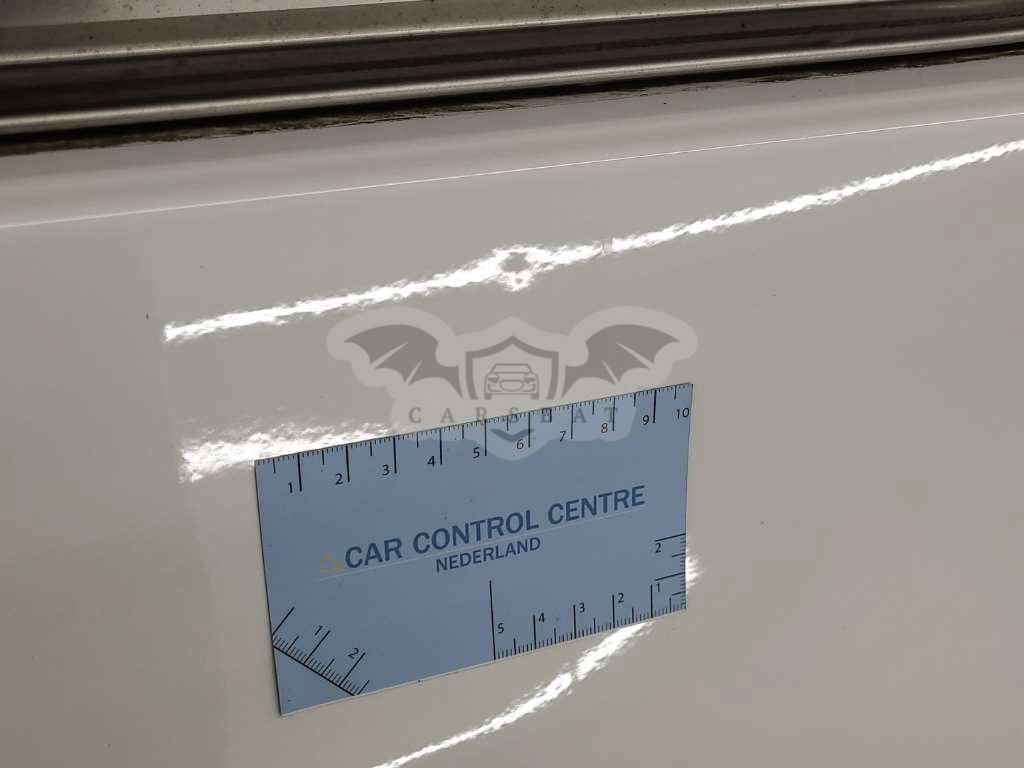 CARSBAT
1 2 3 4 5 6 7 8 9 10
CAR CONTROL CENTRE
NEDERLAND
2
1
5 4 3 2
1 2